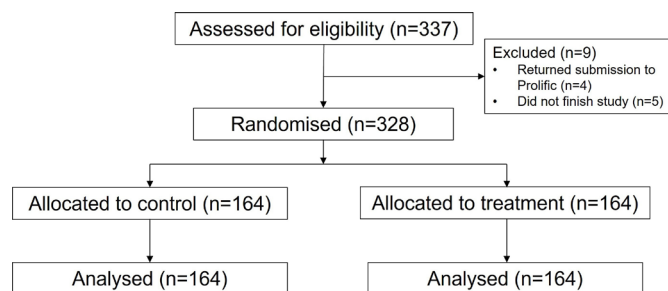 Assessed for eligibility (n=337)
Excluded (n=9)
• Returned submission to
Prolific (n=4)
• Did not finish study (n=5)
Randomised (n=328)
Allocated to control (n=164)
Allocated to treatment (n=164)
Analysed (n=164)
Analysed (n=164)